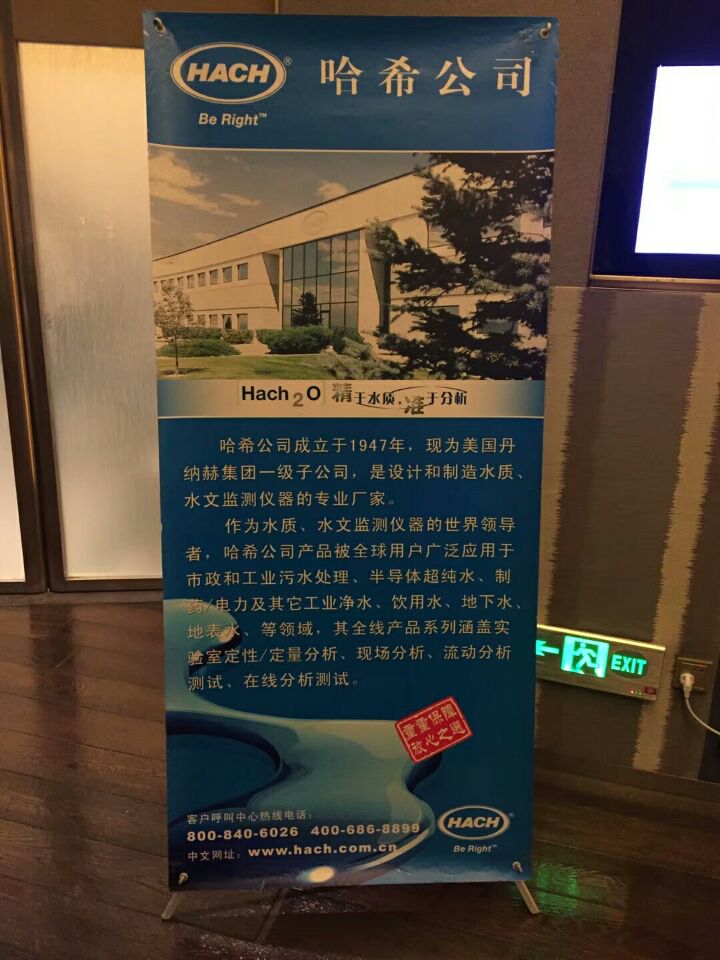 HACH®
Be Right™
哈希公司
Hach2O 精于水质，准于分析
哈希公司成立于1947年，现为美国丹
纳赫集团一级子公司，是设计和制造水质、
水文监测仪器的专业厂家。
作为水质、水文监测仪器的世界领导
者，哈希公司产品被全球用户广泛应用于
市政和工业污水处理、半导体超纯水、制
药/电力及其它工业净水、饮用水、地下水、
地表水、等领域，其全线产品系列涵盖实
验室定性/定量分析、现场分析、流动分析
测试、在线分析测试。
重重保障
放心之选
客户呼叫中心热线电话：
800-840-6026 400-686-8899
中文网址：www.hach.com.cn
HACH®
Be Right™
EXIT